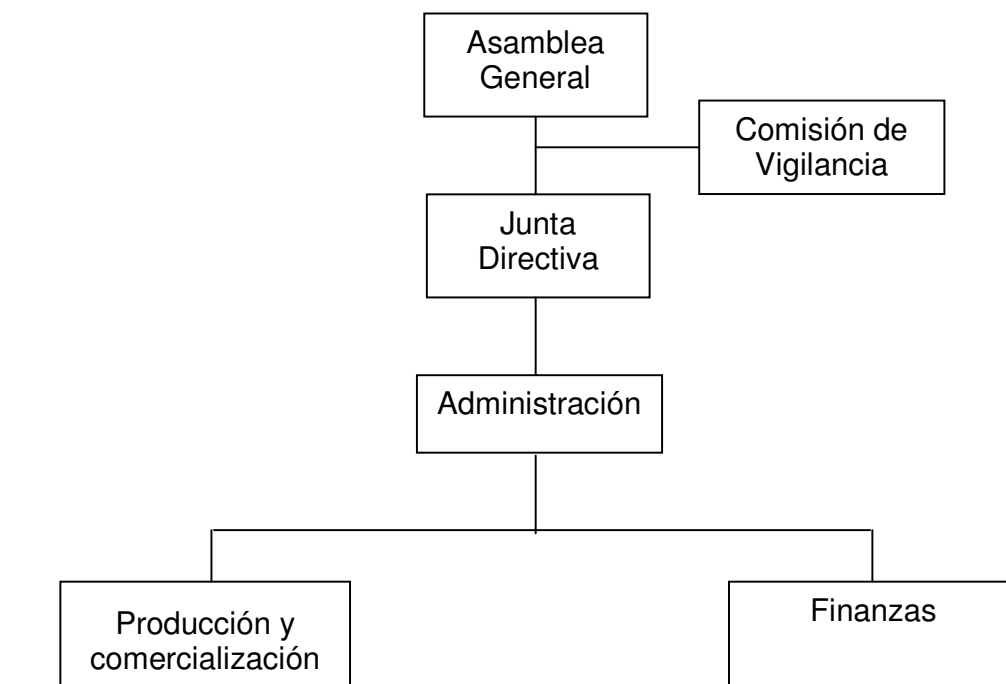 Asamblea
General
Comisión de
Vigilancia
Junta
Directiva
Administración
Producción y
comercialización
Finanzas